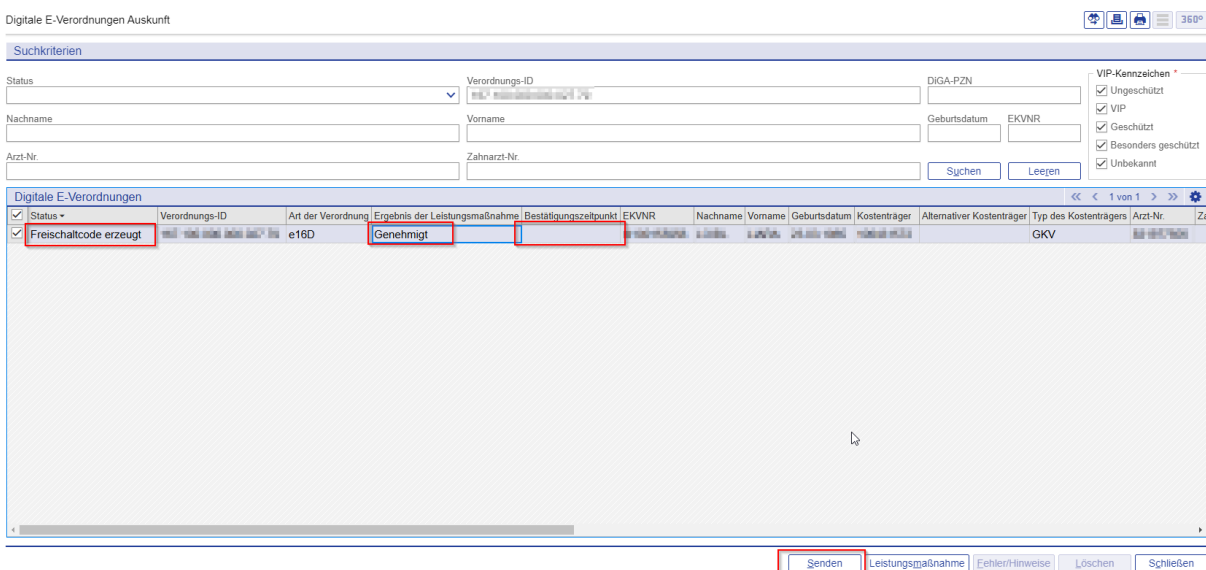 Digitale E-Verordnungen Auskunft
360°
Suchkriterien
Status
Verordnungs-ID
DiGA-PZN
VIP-Kennzeichen *
Ungeschützt
VIP
Geschützt
Besonders geschützt
Unbekannt
Nachname
Vorname
Geburtsdatum
EKVNR
Arzt-Nr.
Zahnarzt-Nr.
Suchen
Leeren
Digitale E-Verordnungen
1 von 1
Status Verordnungs-ID Art der Verordnung Ergebnis der Leistungsmaßnahme Bestätigungszeitpunkt EKVNR Nachname Vorname Geburtsdatum Kostenträger Alternativer Kostenträger Typ des Kostenträgers Arzt-Nr. Za
Freischaltcode erzeugt e16D Genehmigt GKV
Senden Leistungsmaßnahme Fehler/Hinweise Löschen Schließen